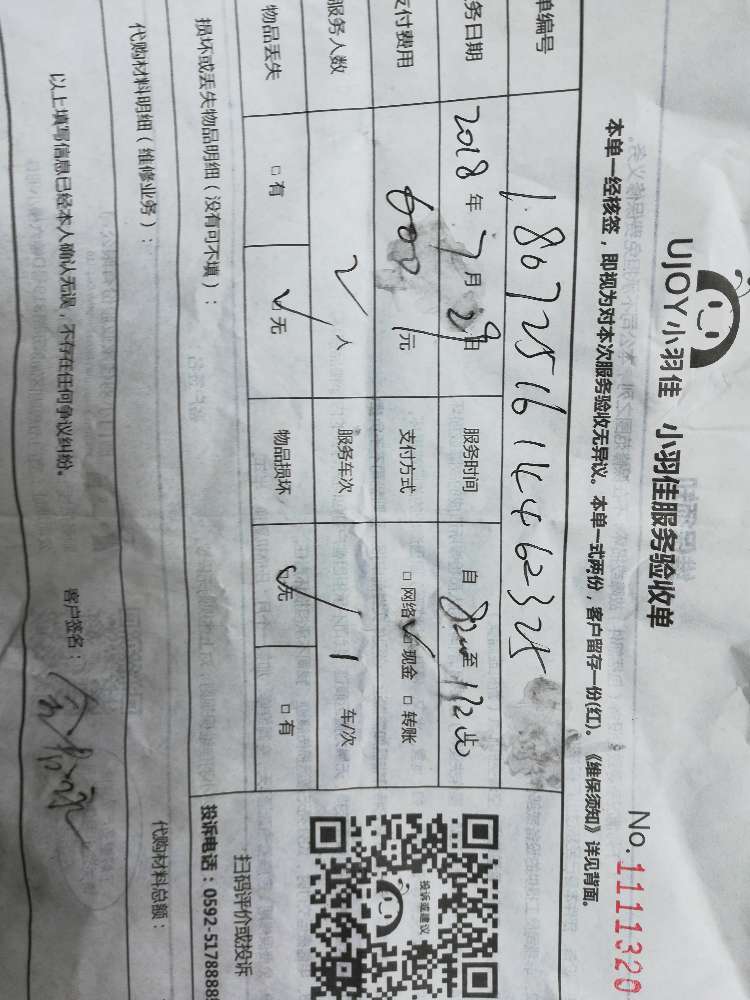 UJOY小羽佳 小羽佳服务验收单
No.1111320
本单一经核签，即视为对本次服务验收无异议。本单一式两份，客户留存一份(红)。《维保须知》详见背面。
单编号 1807251614462325
务日期 2018年7月29日 服务时间 自 至
支付费用 600元 支付方式 □ 网络 ☑ 现金 □ 转账
服务人数 2人 服务车次 1 车/次
物品丢失 □ 有 ☑ 无 物品损坏 ☑ 无 □ 有
投诉或建议
扫码评价或投诉
投诉电话：0592-5178888
损坏或丢失物品明细（没有可不填）：
代购材料明细（维修业务）： 代购材料总额：
以上填写信息已经本人确认无误，不存在任何争议纠纷。 客户签名：